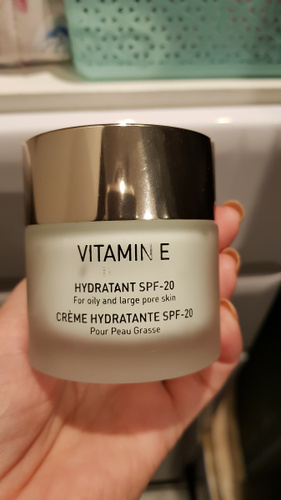 VITAMIN E
HYDRATANT SPF-20
For oily and large pore skin
CRÈME HYDRATANTE SPF-20
Pour Peau Grasse